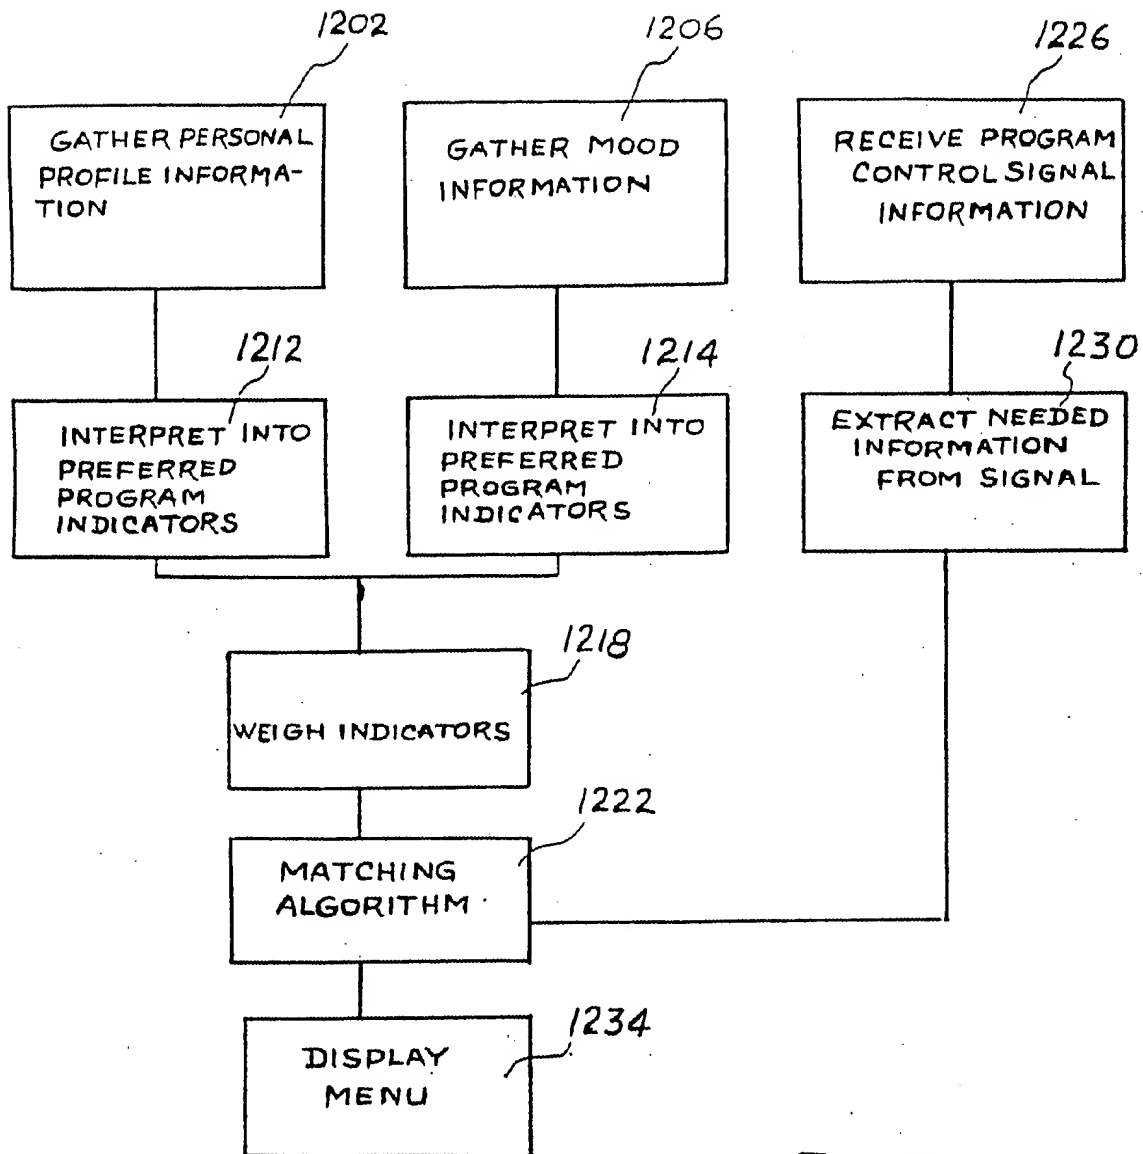 1202
1206
1226
GATHER PERSONAL
PROFILE INFORMA-
TION
GATHER MOOD
INFORMATION
RECEIVE PROGRAM
CONTROL SIGNAL
INFORMATION
1212
1214
1230
INTERPRET INTO
PREFERRED
PROGRAM
INDICATORS
INTERPRET INTO
PREFERRED
PROGRAM
INDICATORS
EXTRACT NEEDED
INFORMATION
FROM SIGNAL
1218
WEIGH INDICATORS
1222
MATCHING
ALGORITHM
1234
DISPLAY
MENU